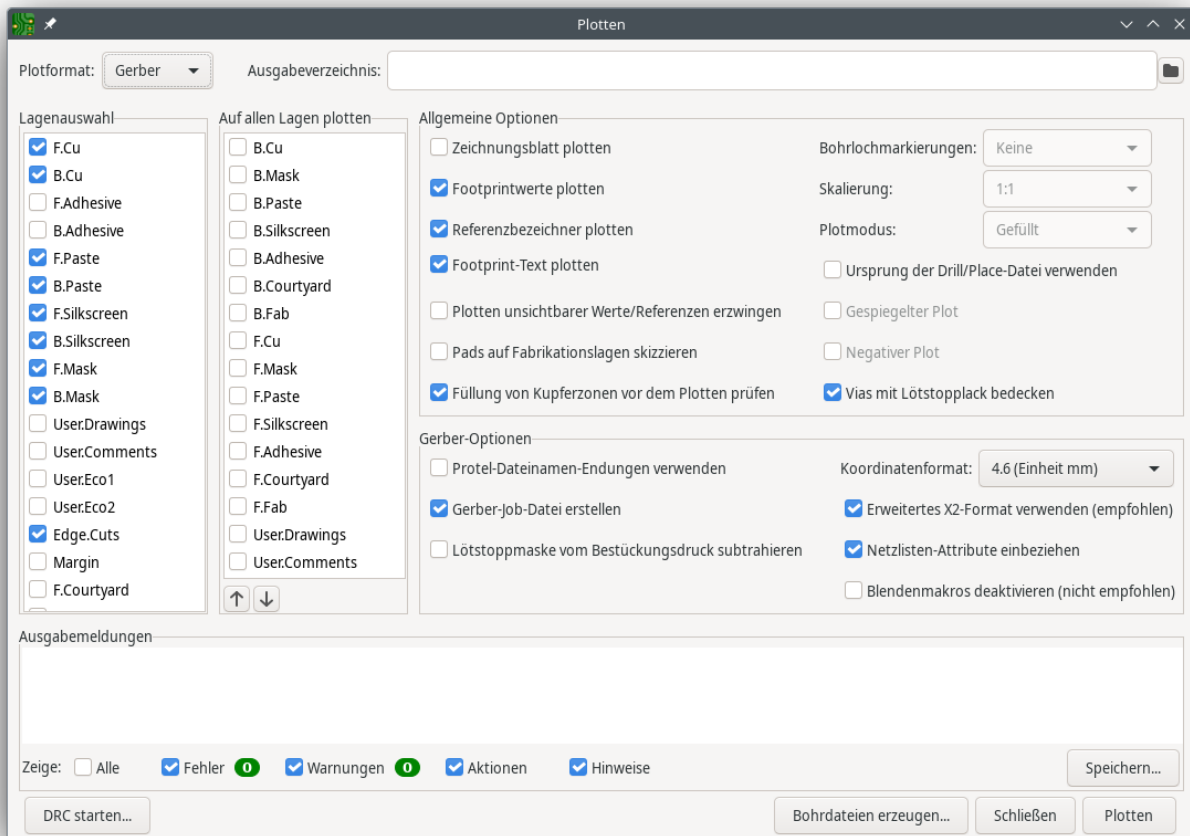 Plotten
Plotformat: Gerber Ausgabeverzeichnis:
Lagenauswahl
F.Cu
B.Cu
F.Adhesive
B.Adhesive
F.Paste
B.Paste
F.Silkscreen
B.Silkscreen
F.Mask
B.Mask
User.Drawings
User.Comments
User.Eco1
User.Eco2
Edge.Cuts
Margin
F.Courtyard
Auf allen Lagen plotten
B.Cu
B.Mask
B.Paste
B.Silkscreen
B.Adhesive
B.Courtyard
B.Fab
F.Cu
F.Mask
F.Paste
F.Silkscreen
F.Adhesive
F.Courtyard
F.Fab
User.Drawings
User.Comments
Allgemeine Optionen
Zeichnungsblatt plotten
Footprintwerte plotten
Referenzbezeichner plotten
Footprint-Text plotten
Plotten unsichtbarer Werte/Referenzen erzwingen
Pads auf Fabrikationslagen skizzieren
Füllung von Kupferzonen vor dem Plotten prüfen
Bohrlochmarkierungen: Keine
Skalierung: 1:1
Plotmodus: Gefüllt
Ursprung der Drill/Place-Datei verwenden
Gespiegelter Plot
Negativer Plot
Vias mit Lötstopplack bedecken
Gerber-Optionen
Protel-Dateinamen-Endungen verwenden
Gerber-Job-Datei erstellen
Lötstoppmaske vom Bestückungsdruck subtrahieren
Koordinatenformat: 4.6 (Einheit mm)
Erweitertes X2-Format verwenden (empfohlen)
Netzlisten-Attribute einbeziehen
Blendenmakros deaktivieren (nicht empfohlen)
Ausgabemeldungen
Zeige: Alle Fehler 0 Warnungen 0 Aktionen Hinweise Speichern...
DRC starten... Bohrdateien erzeugen... Schließen Plotten